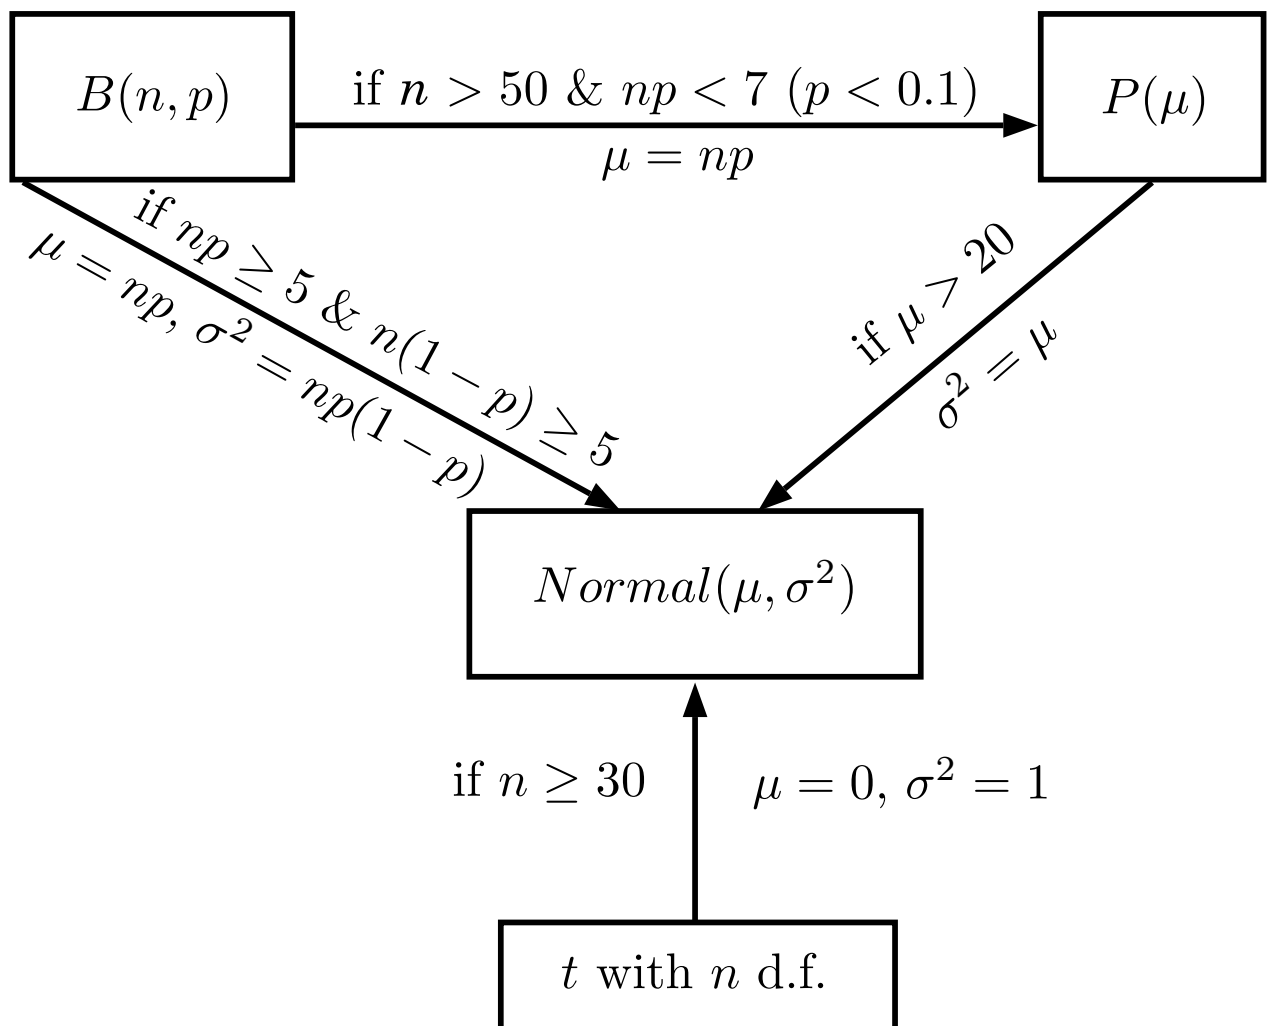 B(n, p)
if n > 50 & np < 7 (p < 0.1)
μ = np
P(μ)
if np ≥ 5 & n(1 − p) ≥ 5
μ = np, σ² = np(1 − p)
if μ > 20
σ² = μ
Normal(μ, σ²)
if n ≥ 30
μ = 0, σ² = 1
t with n d.f.